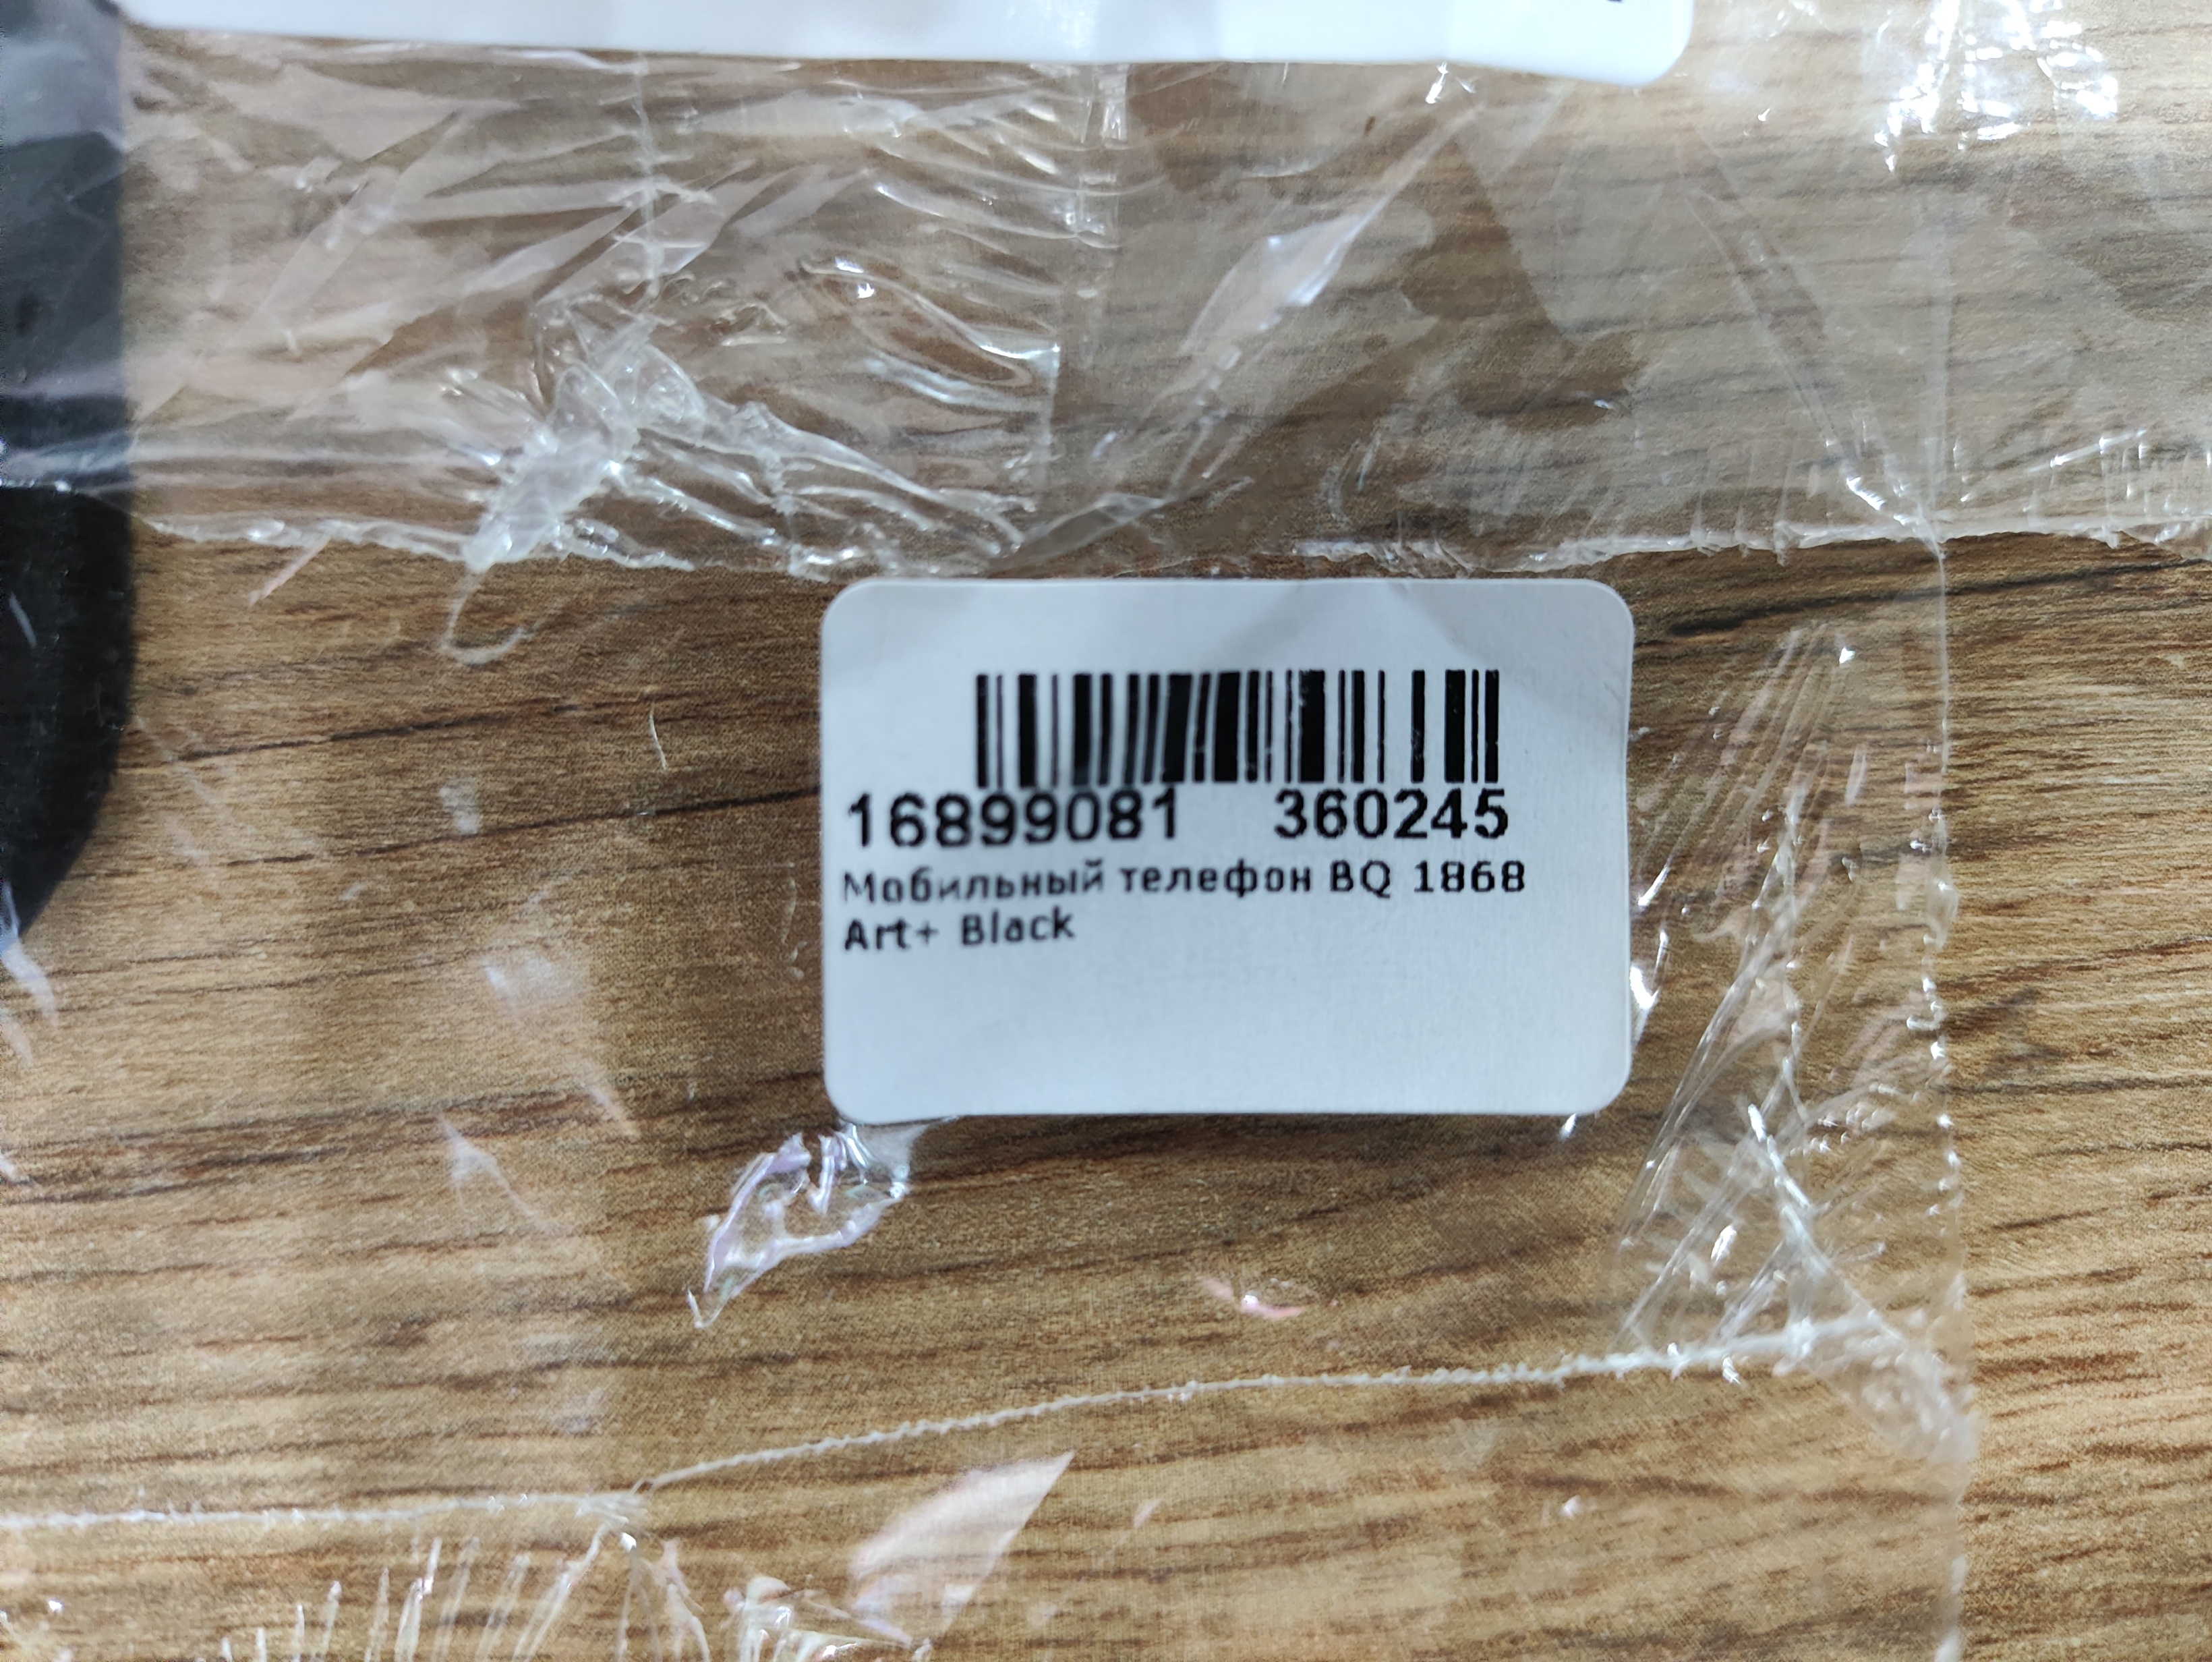 16899081 360245
Мобильный телефон BQ 1868
Art+ Black